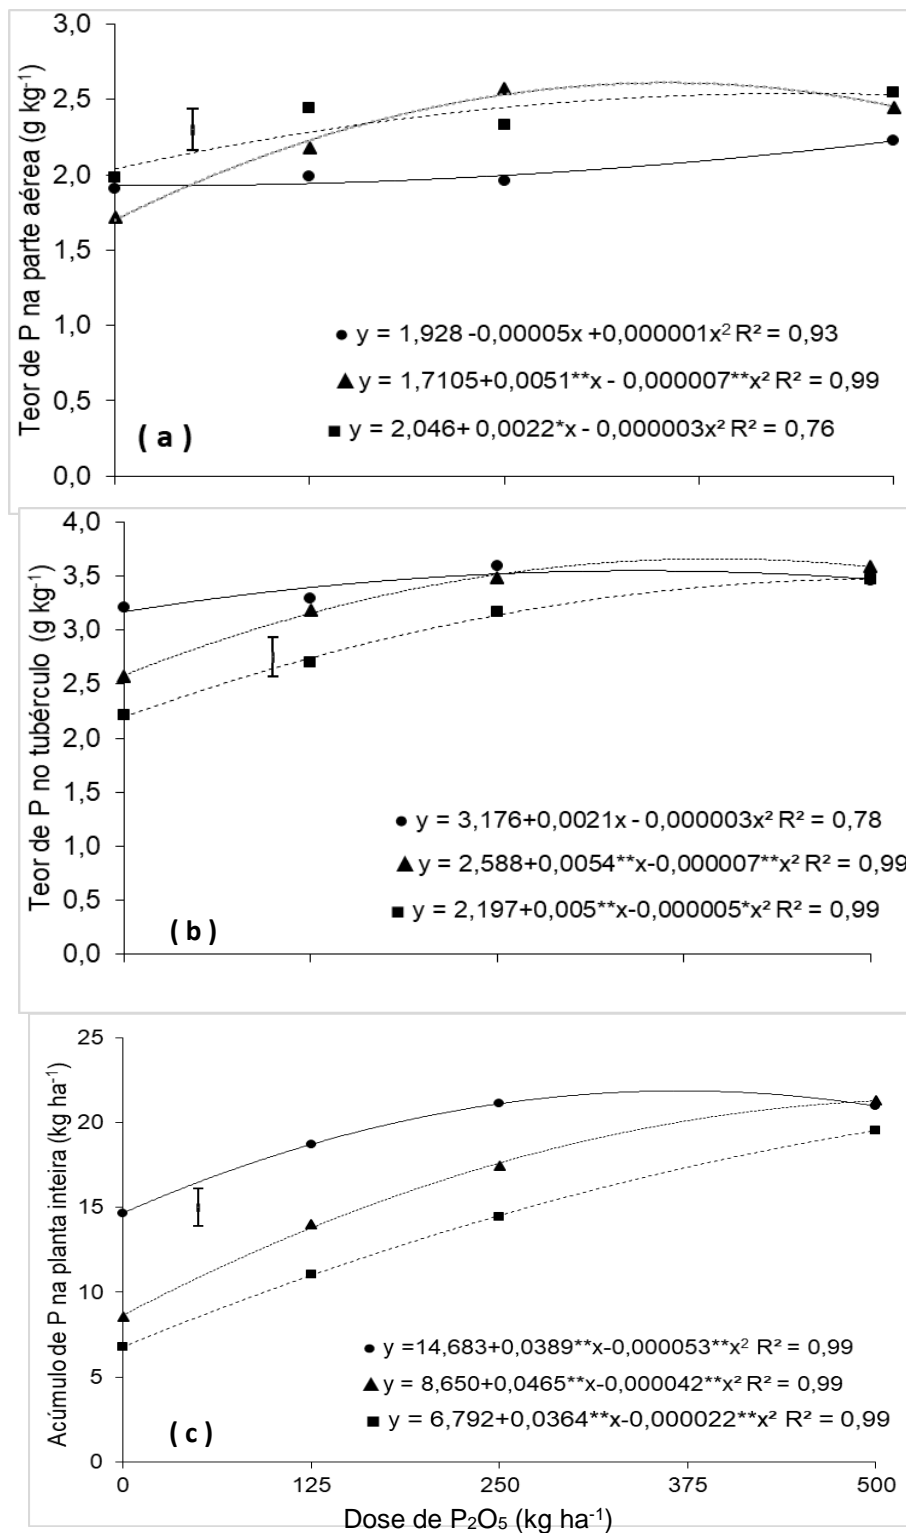 Teor de P na parte aérea (g kg⁻¹)
3,0
2,5
2,0
1,5
1,0
0,5
0,0
● y = 1,928 -0,00005x +0,000001x² R² = 0,93
▲ y = 1,7105+0,0051**x - 0,000007**x² R² = 0,99
■ y = 2,046+ 0,0022*x - 0,000003x² R² = 0,76
( a )
Teor de P no tubérculo (g kg⁻¹)
4,0
3,5
3,0
2,5
2,0
1,5
1,0
0,5
0,0
● y = 3,176+0,0021x - 0,000003x² R² = 0,78
▲ y = 2,588+0,0054**x-0,000007**x² R² = 0,99
■ y = 2,197+0,005**x-0,000005*x² R² = 0,99
( b )
Acúmulo de P na planta inteira (kg ha⁻¹)
25
20
15
10
5
0
● y =14,683+0,0389**x-0,000053**x² R² = 0,99
▲ y = 8,650+0,0465**x-0,000042**x² R² = 0,99
■ y = 6,792+0,0364**x-0,000022**x² R² = 0,99
( c )
0 125 250 375 500
Dose de P₂O₅ (kg ha⁻¹)